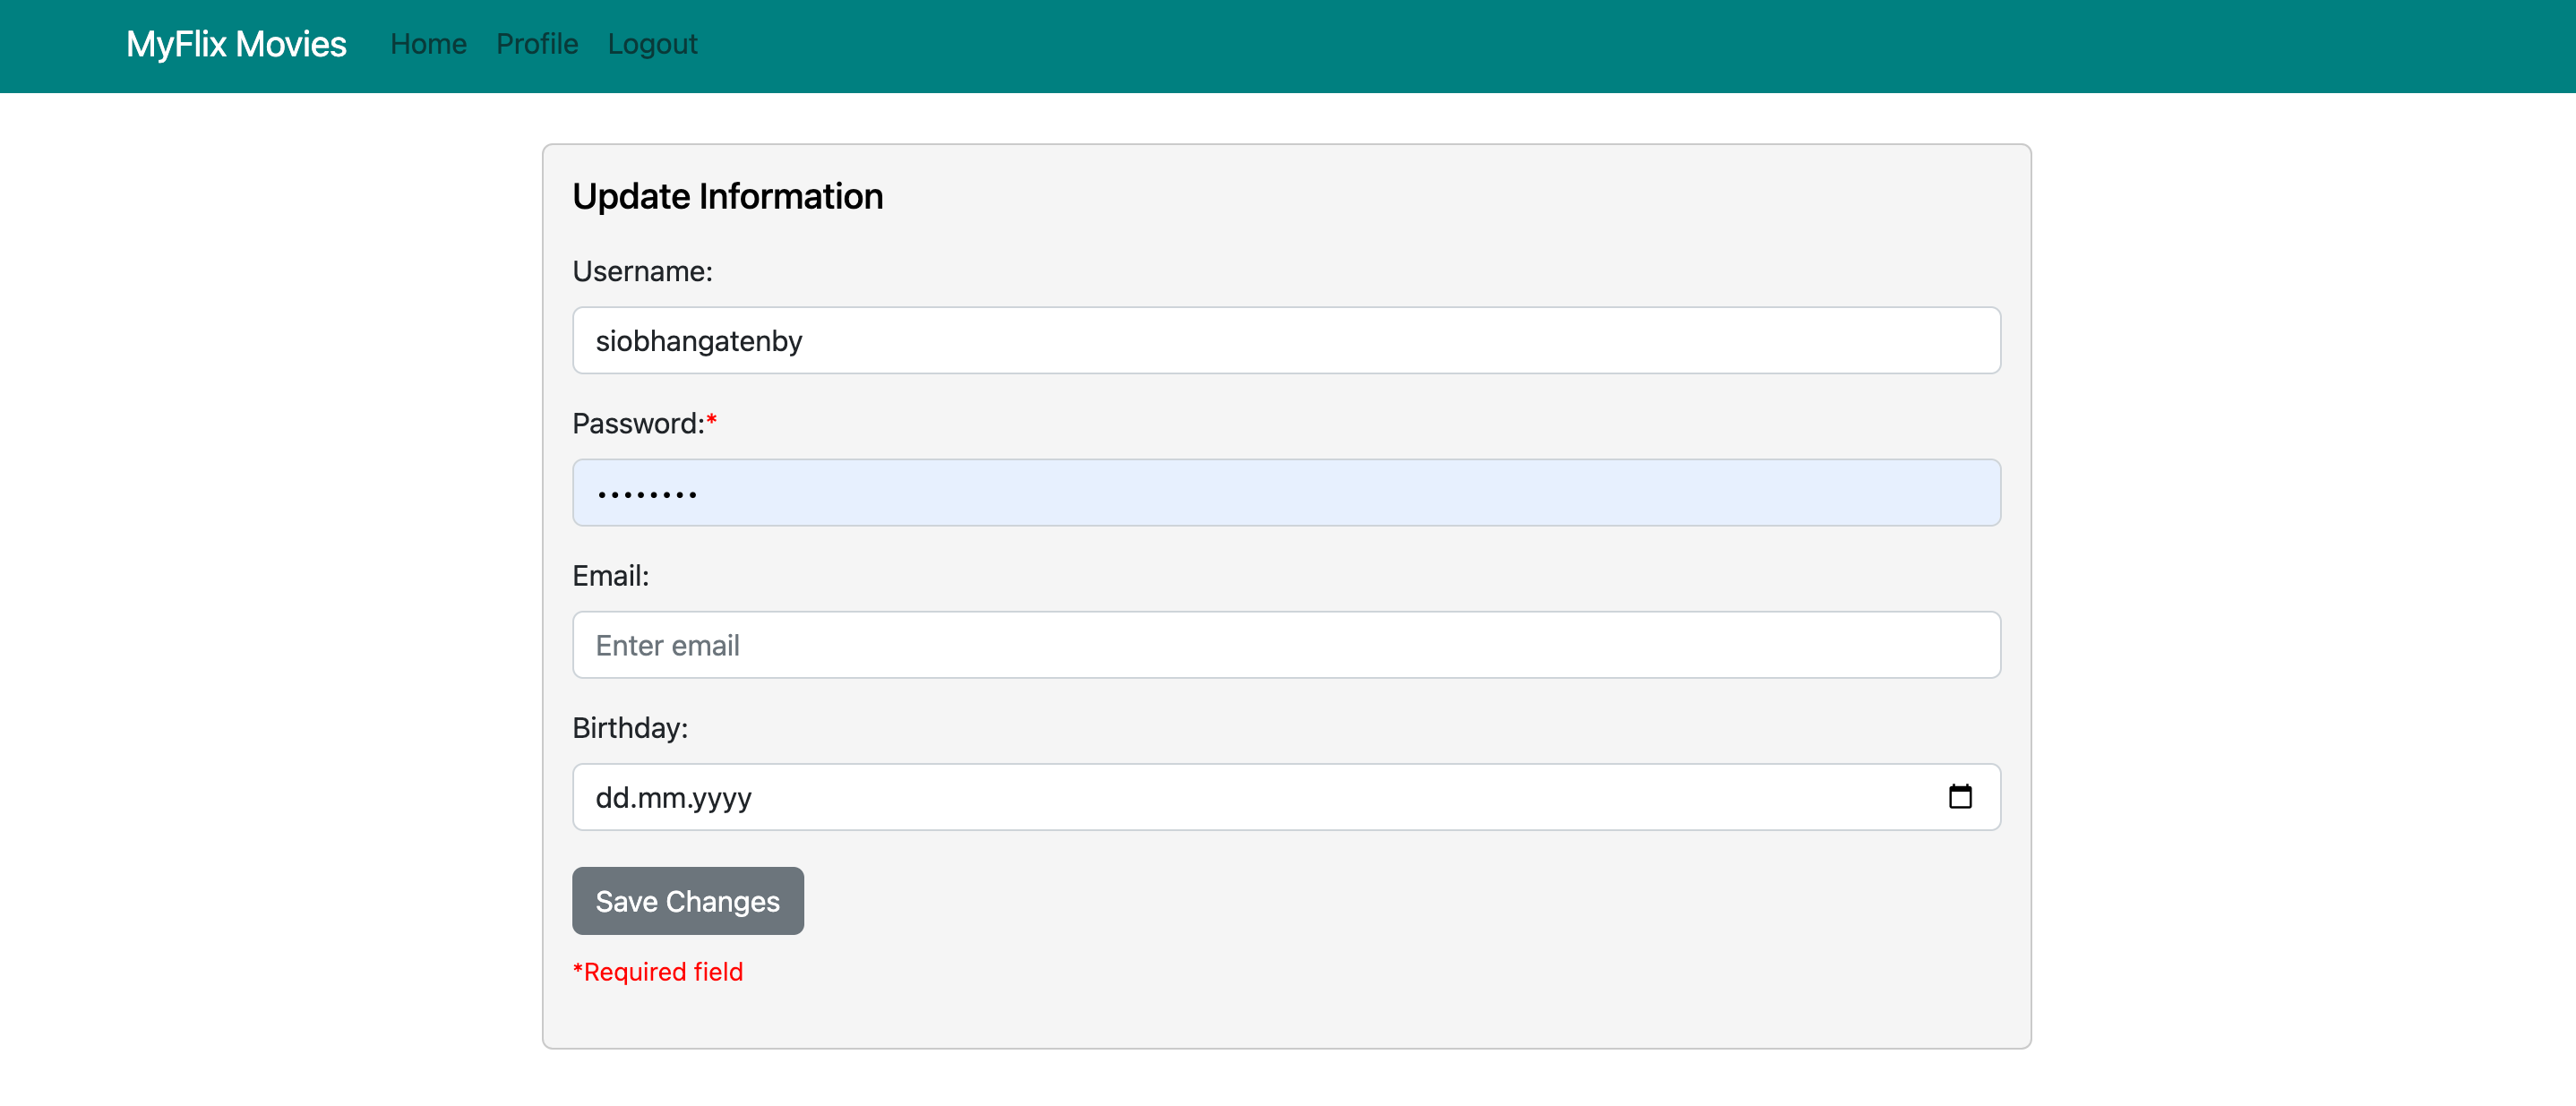 MyFlix Movies Home Profile Logout
Update Information
Username:
siobhangatenby
Password:*
••••••••
Email:
Enter email
Birthday:
dd.mm.yyyy
Save Changes
*Required field